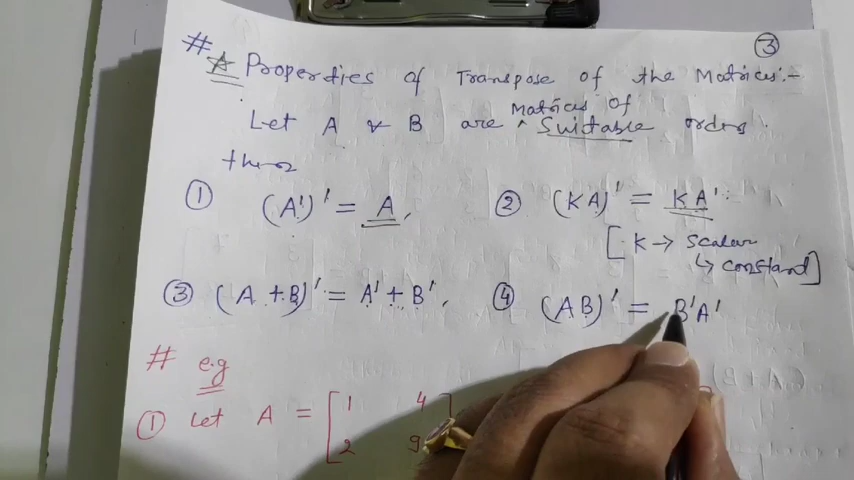 ③
# A Properties of Transpose of the Matrices:-
Let A & B are ^ Matrices of Suitable orders.
then
① (A')' = A, ② (KA)' = KA'.
[K → Scalar
↳ constant]
③ (A + B)' = A' + B', ④ (AB)' = B'A'
# e.g
① Let A = [1 4
2 9